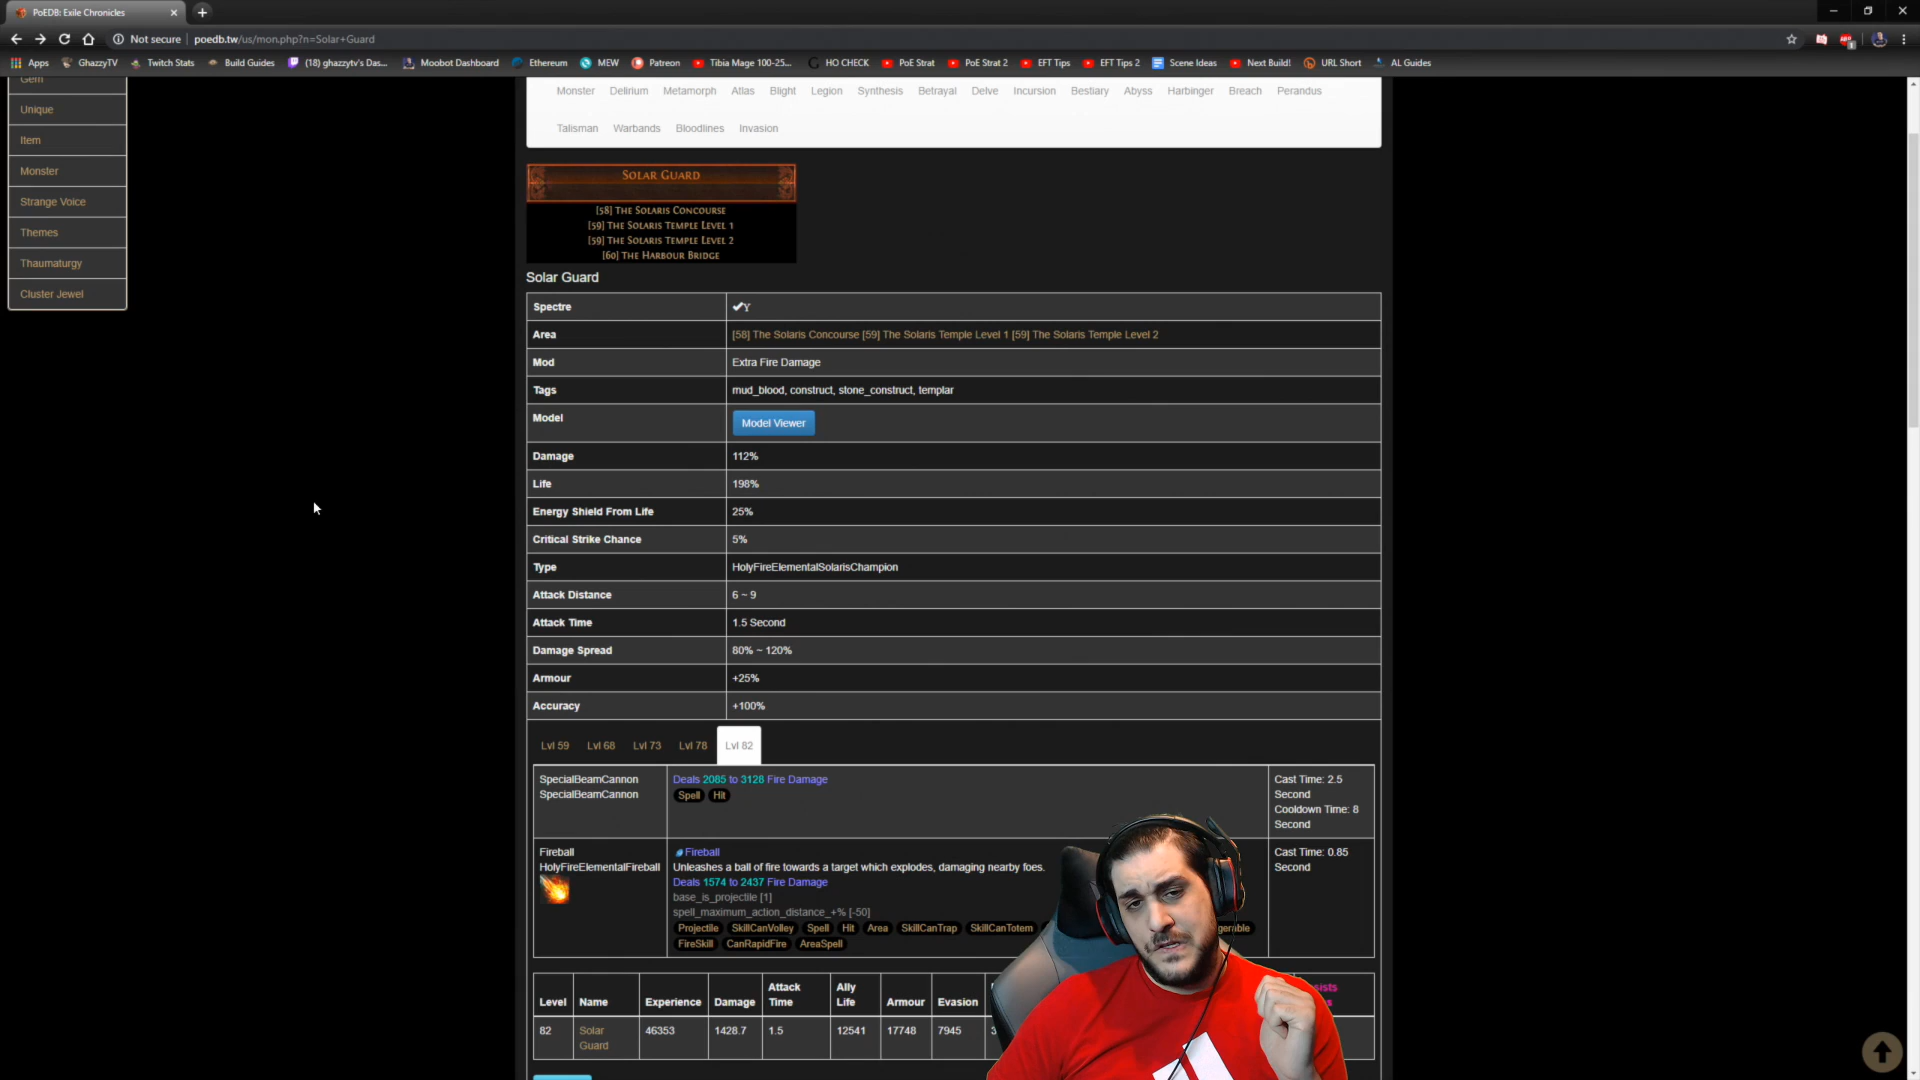 PoEDB: Exile Chronicles
Not secure | poedb.tw/us/mon.php?n=Solar+Guard
Apps GhazzyTV Twitch Stats Build Guides (18) ghazzytv's Das... Moobot Dashboard Ethereum MEW Patreon Tibia Mage 100-25... HO CHECK PoE Strat PoE Strat 2 EFT Tips EFT Tips 2 Scene Ideas Next Build! URL Short AL Guides
Gem
Unique
Item
Monster
Strange Voice
Themes
Thaumaturgy
Cluster Jewel
Monster Delirium Metamorph Atlas Blight Legion Synthesis Betrayal Delve Incursion Bestiary Abyss Harbinger Breach Perandus
Talisman Warbands Bloodlines Invasion
Solar Guard
[58] The Solaris Concourse
[59] The Solaris Temple Level 1
[59] The Solaris Temple Level 2
[60] The Harbour Bridge
Solar Guard
Spectre Y
Area [58] The Solaris Concourse [59] The Solaris Temple Level 1 [59] The Solaris Temple Level 2
Mod Extra Fire Damage
Tags mud_blood, construct, stone_construct, templar
Model Model Viewer
Damage 112%
Life 198%
Energy Shield From Life 25%
Critical Strike Chance 5%
Type HolyFireElementalSolarisChampion
Attack Distance 6 ~ 9
Attack Time 1.5 Second
Damage Spread 80% ~ 120%
Armour +25%
Accuracy +100%
Lvl 59 Lvl 68 Lvl 73 Lvl 78 Lvl 82
SpecialBeamCannon
SpecialBeamCannon
Deals 2085 to 3128 Fire Damage
Spell Hit
Cast Time: 2.5
Second
Cooldown Time: 8
Second
Fireball
HolyFireElementalFireball
Fireball
Unleashes a ball of fire towards a target which explodes, damaging nearby foes.
Deals 1574 to 2437 Fire Damage
base_is_projectile [1]
spell_maximum_action_distance_+% [-50]
Projectile SkillCanVolley Spell Hit Area SkillCanTrap SkillCanTotem
FireSkill CanRapidFire AreaSpell
Cast Time: 0.85
Second
Level Name Experience Damage Attack Time Ally Life Armour Evasion
82 Solar Guard 46353 1428.7 1.5 12541 17748 7945